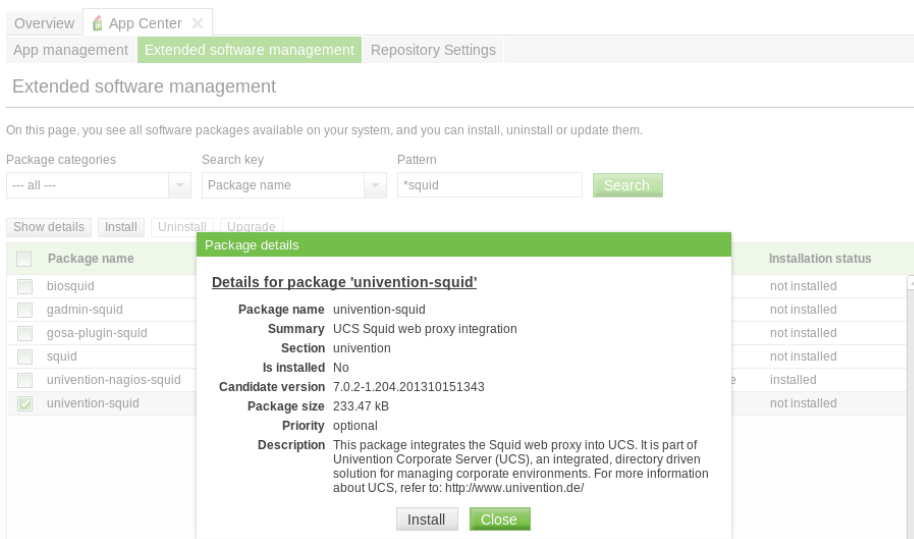 Overview App Center
App management Extended software management Repository Settings
Extended software management
On this page, you see all software packages available on your system, and you can install, uninstall or update them.
Package categories Search key Pattern
--- all --- Package name *squid Search
Show details Install Uninstall Upgrade
Package name Installation status
biosquid not installed
gadmin-squid not installed
gosa-plugin-squid not installed
squid not installed
univention-nagios-squid e installed
univention-squid not installed
Package details
Details for package 'univention-squid'
Package name univention-squid
Summary UCS Squid web proxy integration
Section univention
Is installed No
Candidate version 7.0.2-1.204.201310151343
Package size 233.47 kB
Priority optional
Description This package integrates the Squid web proxy into UCS. It is part of
Univention Corporate Server (UCS), an integrated, directory driven
solution for managing corporate environments. For more information
about UCS, refer to: http://www.univention.de/
Install Close